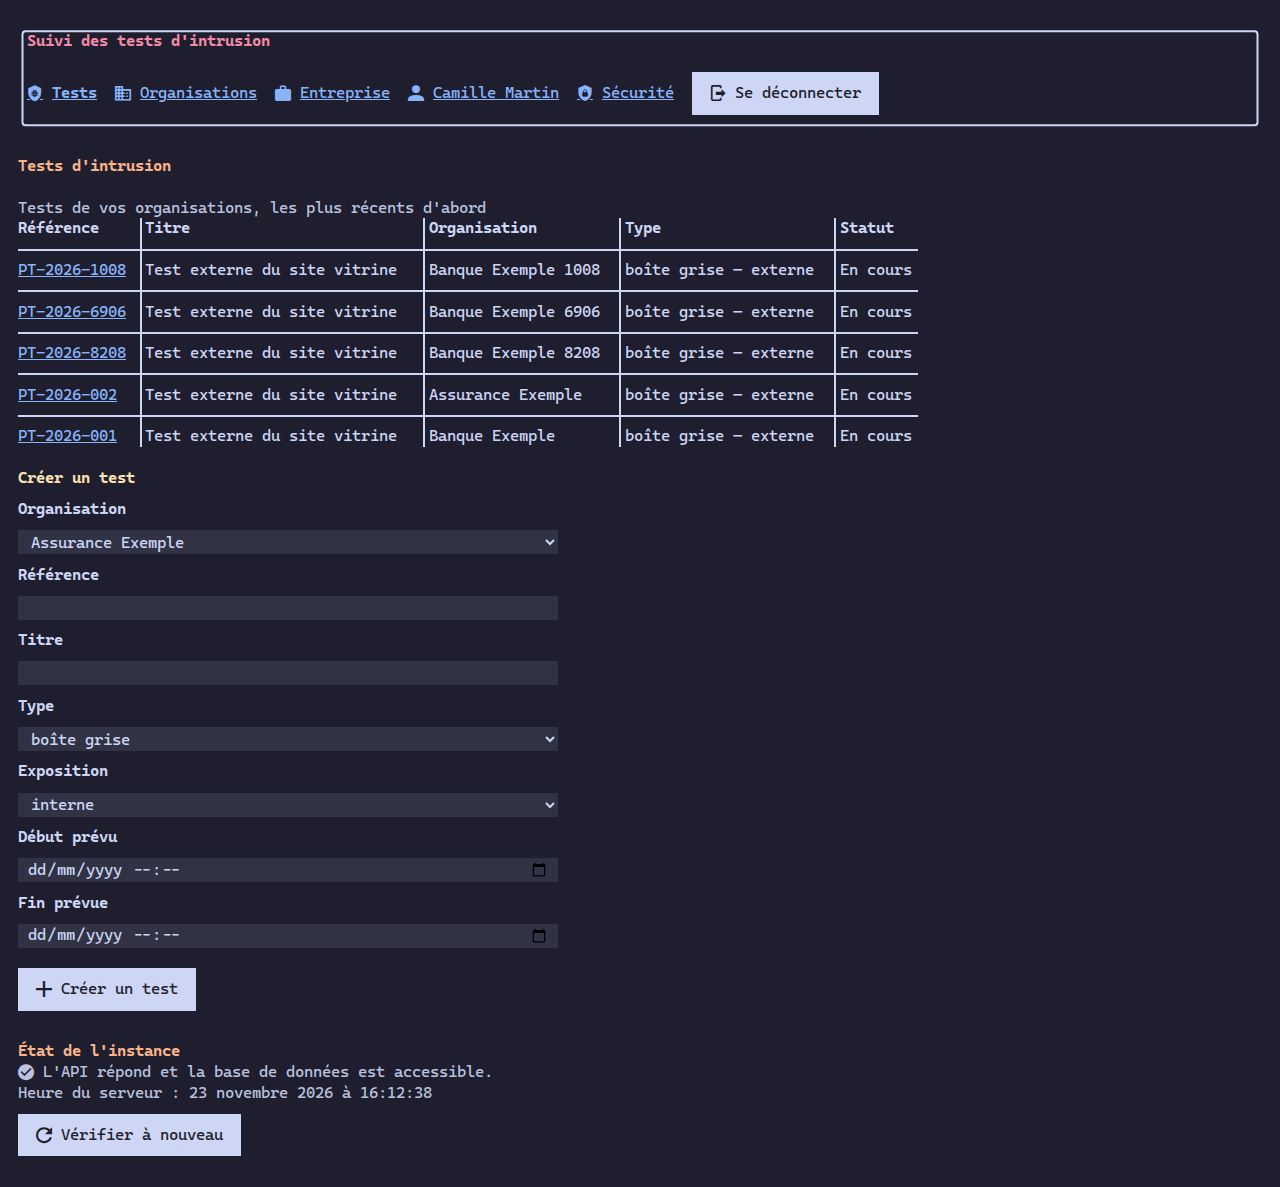 Suivi des tests d'intrusion
Tests Organisations Entreprise Camille Martin Sécurité Se déconnecter
Tests d'intrusion
Tests de vos organisations, les plus récents d'abord
Référence Titre Organisation Type Statut
PT-2026-1008 Test externe du site vitrine Banque Exemple 1008 boîte grise — externe En cours
PT-2026-6906 Test externe du site vitrine Banque Exemple 6906 boîte grise — externe En cours
PT-2026-8208 Test externe du site vitrine Banque Exemple 8208 boîte grise — externe En cours
PT-2026-002 Test externe du site vitrine Assurance Exemple boîte grise — externe En cours
PT-2026-001 Test externe du site vitrine Banque Exemple boîte grise — externe En cours
Créer un test
Organisation
Assurance Exemple
Référence
Titre
Type
boîte grise
Exposition
interne
Début prévu
dd/mm/yyyy --:--
Fin prévue
dd/mm/yyyy --:--
Créer un test
État de l'instance
L'API répond et la base de données est accessible.
Heure du serveur : 23 novembre 2026 à 16:12:38
Vérifier à nouveau